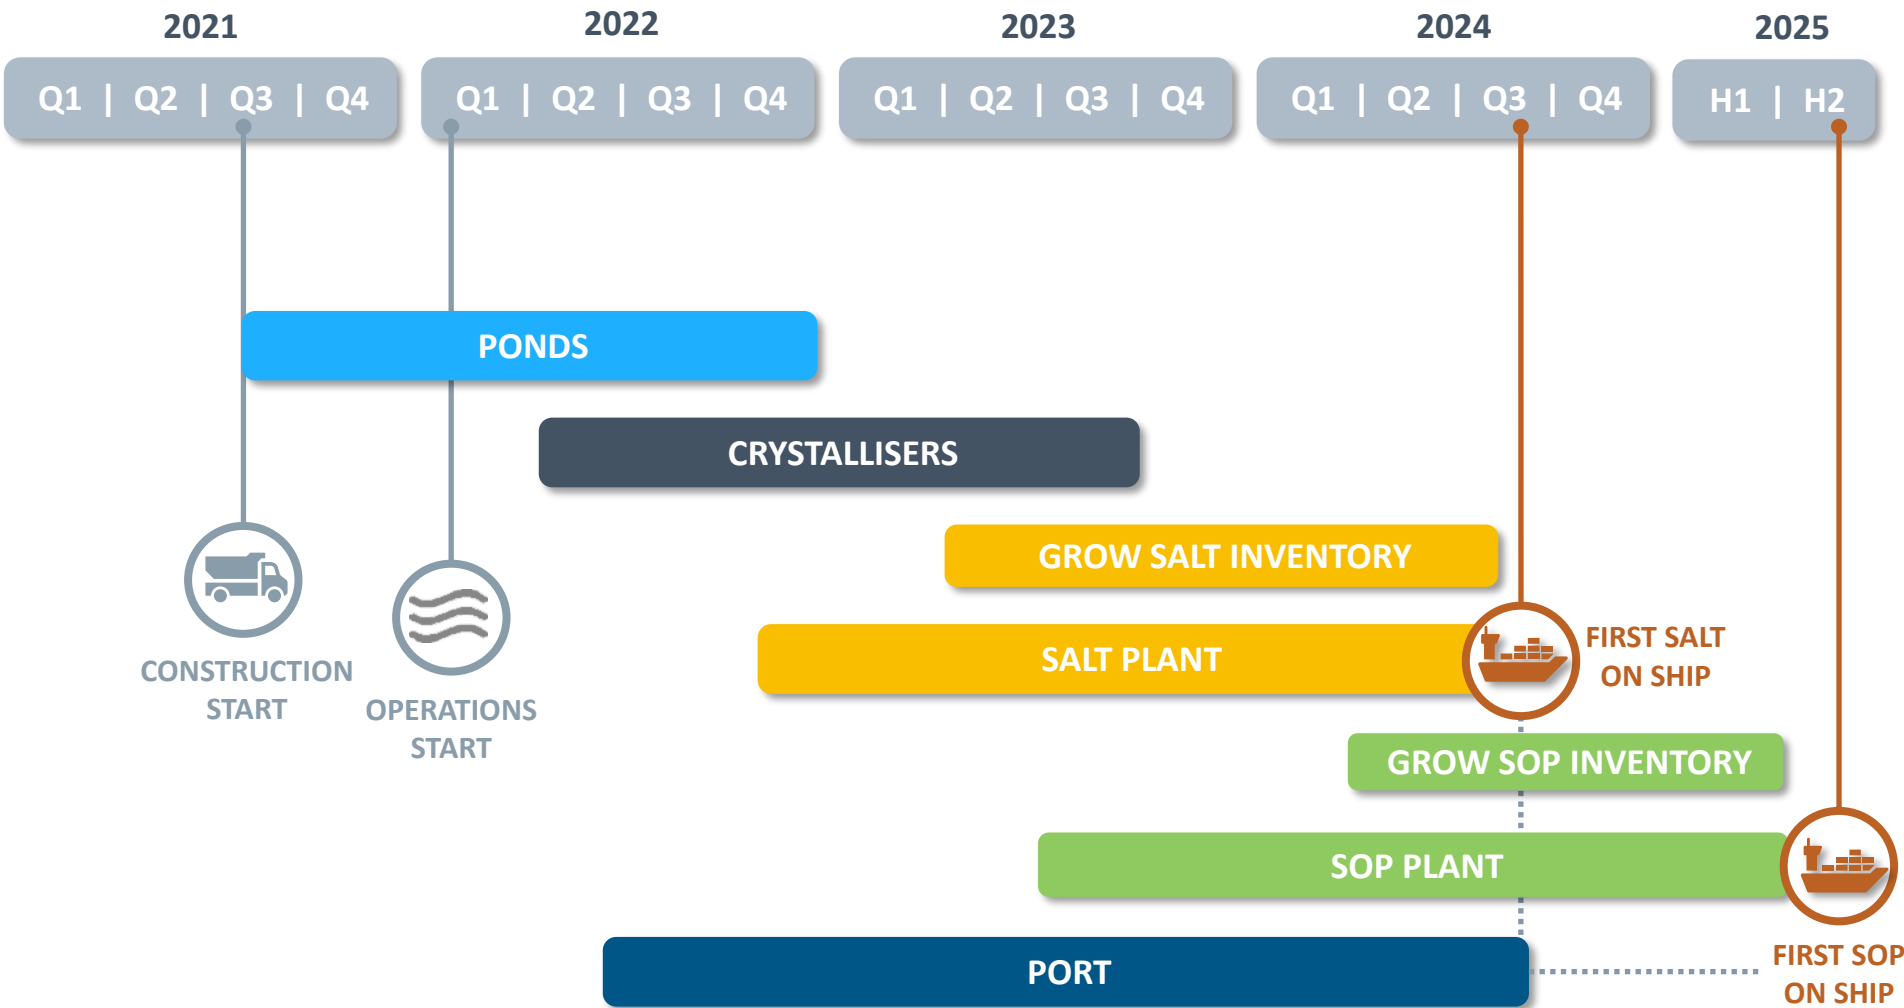 2021
2022
2023
2024
2025
Q1 | Q2 | Q3 | Q4
Q1 | Q2 | Q3 | Q4
Q1 | Q2 | Q3 | Q4
Q1 | Q2 | Q3 | Q4
H1 | H2
PONDS
CRYSTALLISERS
GROW SALT INVENTORY
SALT PLANT
FIRST SALT
ON SHIP
CONSTRUCTION
START
OPERATIONS
START
GROW SOP INVENTORY
SOP PLANT
PORT
FIRST SOP
ON SHIP